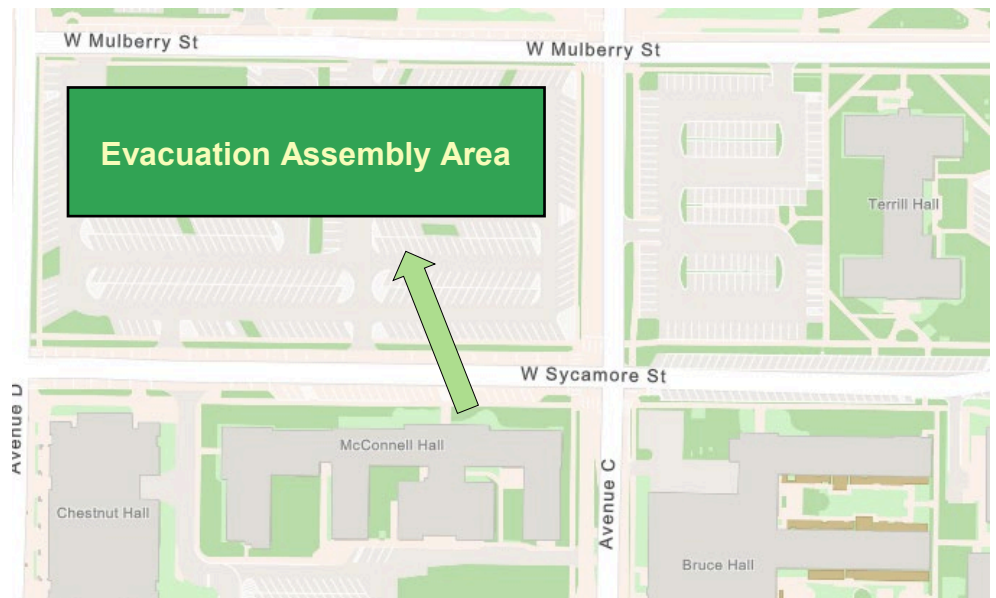 W Mulberry St
W Mulberry St
Evacuation Assembly Area
Terrill Hall
W Sycamore St
Avenue D
McConnell Hall
Avenue C
Chestnut Hall
Bruce Hall